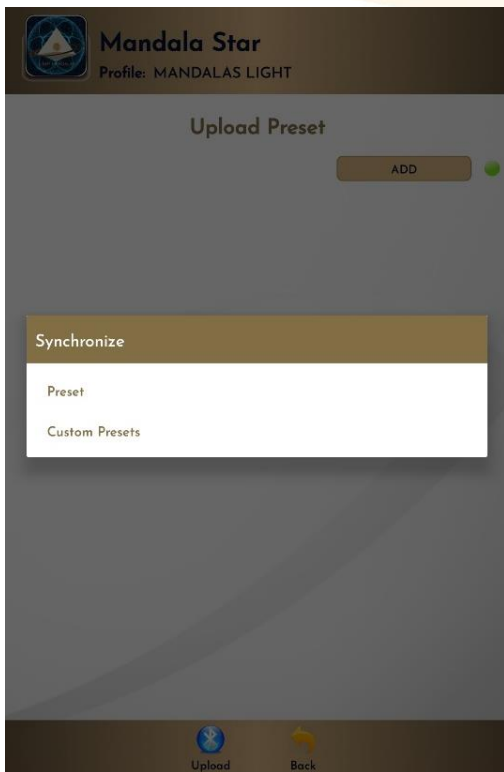 Mandala Star
Profile: MANDALAS LIGHT
Upload Preset
ADD
Synchronize
Preset
Custom Presets
Upload
Back